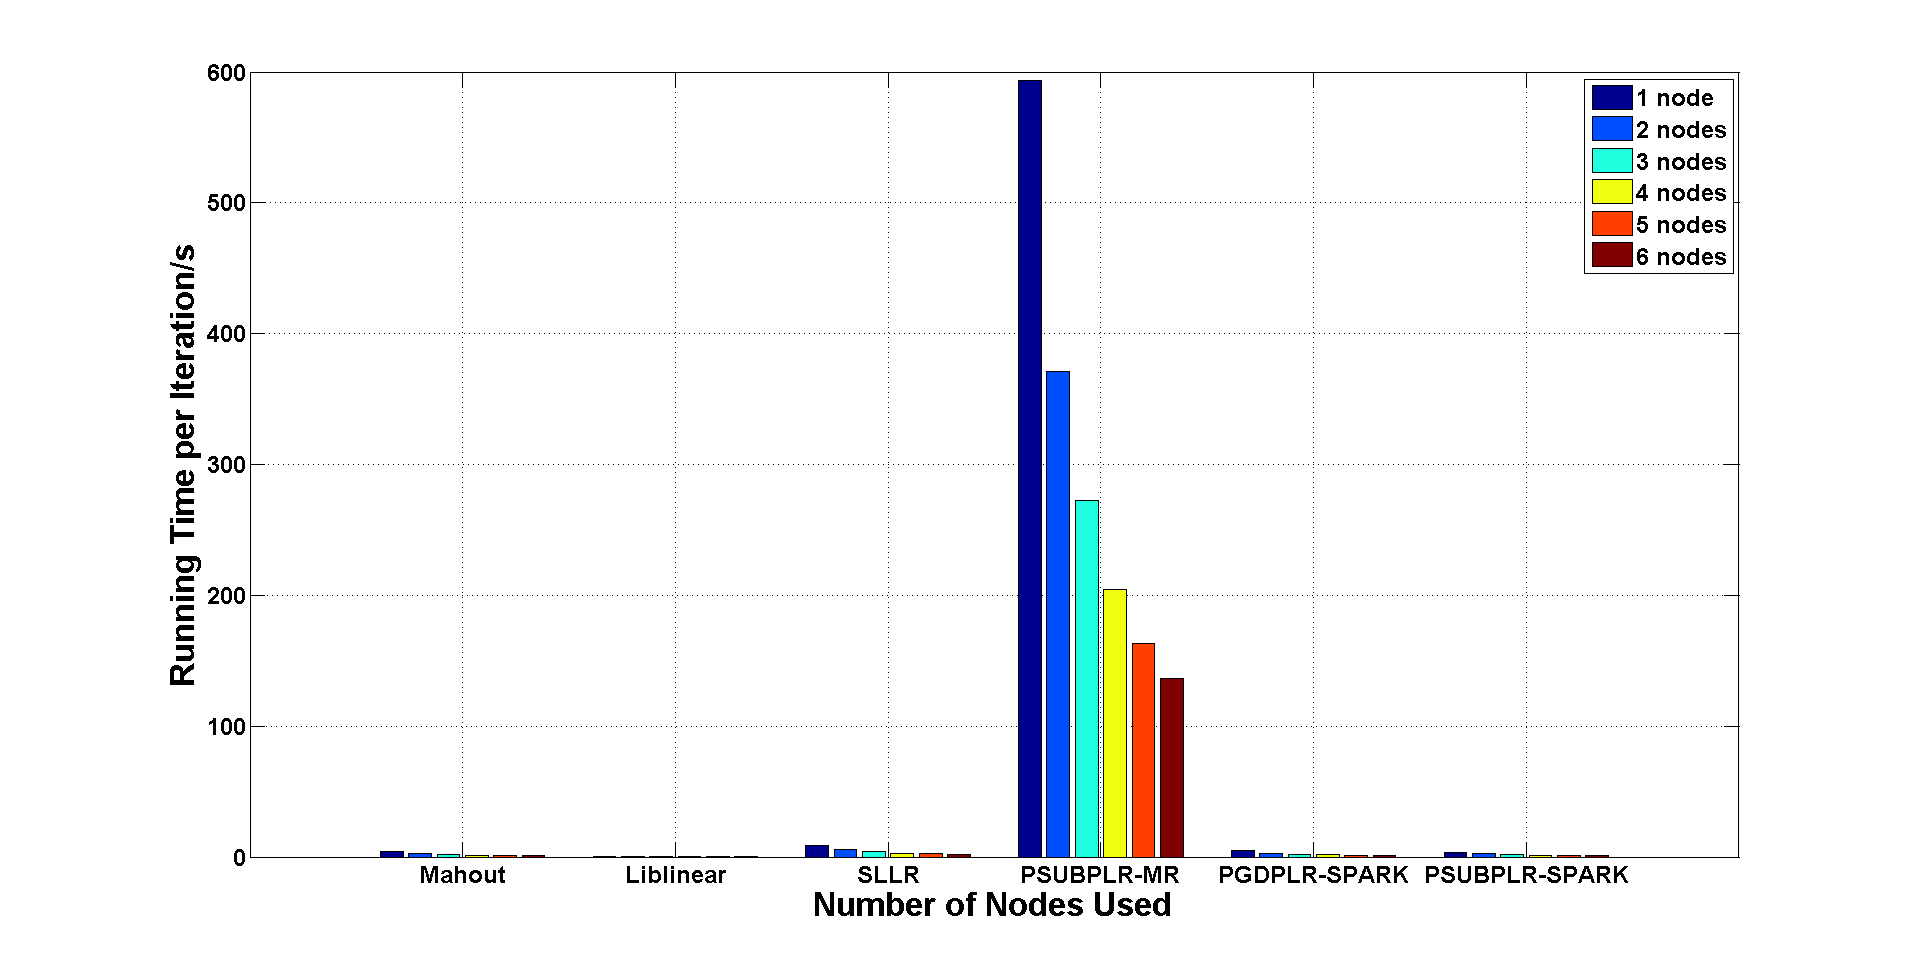 600
500
400
300
200
100
0
Running Time per Iteration/s
1 node
2 nodes
3 nodes
4 nodes
5 nodes
6 nodes
Mahout
Liblinear
SLLR
PSUBPLR-MR
PGDPLR-SPARK
PSUBPLR-SPARK
Number of Nodes Used